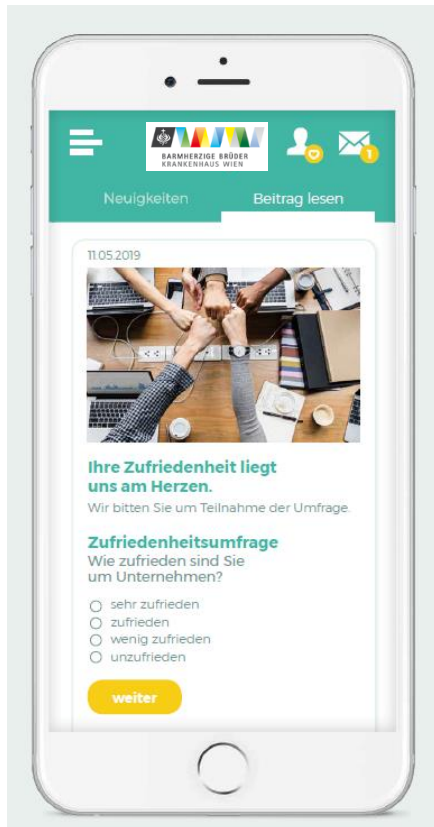 BARMHERZIGE BRÜDER
KRANKENHAUS WIEN
1
Neuigkeiten
Beitrag lesen
11.05.2019
Ihre Zufriedenheit liegt
uns am Herzen.
Wir bitten Sie um Teilnahme der Umfrage.
Zufriedenheitsumfrage
Wie zufrieden sind Sie
um Unternehmen?
sehr zufrieden
zufrieden
wenig zufrieden
unzufrieden
weiter